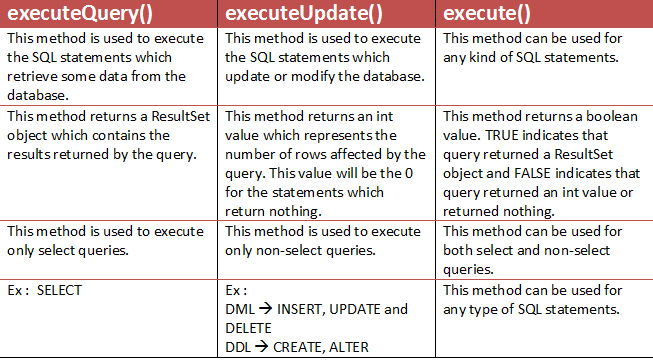 executeQuery()
executeUpdate()
execute()
This method is used to execute
the SQL statements which
retrieve some data from the
database.
This method is used to execute
the SQL statements which
update or modify the database.
This method can be used for
any kind of SQL statements.
This method returns a ResultSet
object which contains the
results returned by the query.
This method returns an int
value which represents the
number of rows affected by the
query. This value will be the 0
for the statements which
return nothing.
This method returns a boolean
value. TRUE indicates that
query returned a ResultSet
object and FALSE indicates that
query returned an int value or
returned nothing.
This method is used to execute
only select queries.
This method is used to execute
only non-select queries.
This method can be used for
both select and non-select
queries.
Ex : SELECT
Ex :
DML → INSERT, UPDATE and
DELETE
DDL → CREATE, ALTER
This method can be used for
any type of SQL statements.